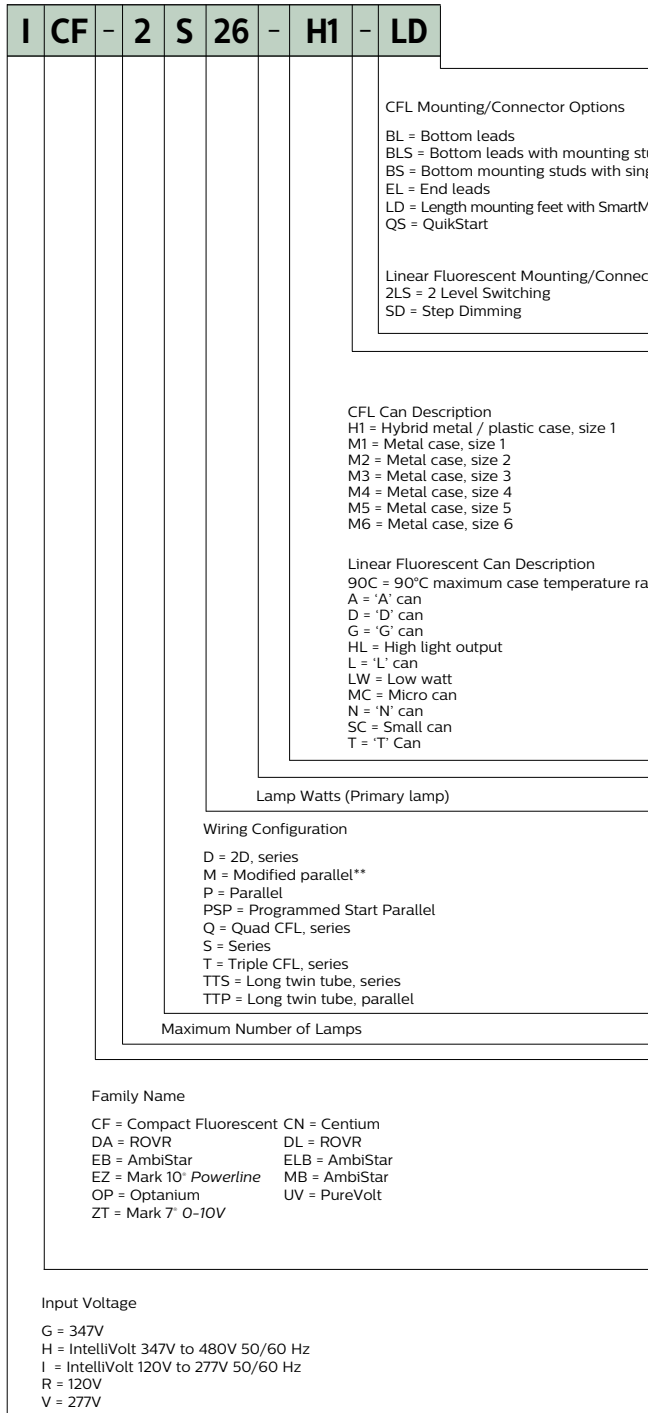 I CF - 2 S 26 - H1 - LD
CFL Mounting/Connector Options
BL = Bottom leads
BLS = Bottom leads with mounting
BS = Bottom mounting studs with
EL = End leads
LD = Length mounting feet with
QS = QuikStart
Linear Fluorescent
2LS = 2 Level Switching
SD = Step Dimming
CFL Can Description
H1 = Hybrid metal / plastic case, size 1
M1 = Metal case, size 1
M2 = Metal case, size 2
M3 = Metal case, size 3
M4 = Metal case, size 4
M5 = Metal case, size 5
M6 = Metal case, size 6
Linear Fluorescent Can Description
90C = 90°C maximum case temperature
A = ‘A’ can
D = ‘D’ can
G = ‘G’ can
HL = High light output
L = ‘L’ can
LW = Low watt
MC = Micro can
N = ‘N’ can
SC = Small can
T = ‘T’ Can
Lamp Watts (Primary lamp)
Wiring Configuration
D = 2D, series
M = Modified parallel**
P = Parallel
PSP = Programmed Start Parallel
Q = Quad CFL, series
S = Series
T = Triple CFL, series
TTS = Long twin tube, series
TTP = Long twin tube, parallel
Maximum Number of Lamps
Family Name
CF = Compact Fluorescent CN = Centium
DA = ROVR DL = ROVR
EB = AmbiStar ELB = AmbiStar
EZ = Mark 10° Powerline MB = AmbiStar
OP = Optanium UV = PureVolt
ZT = Mark 7° 0-10V
Input Voltage
G = 347V
H = IntelliVolt 347V to 480V 50/60 Hz
I = IntelliVolt 120V to 277V 50/60 Hz
R = 120V
V = 277V